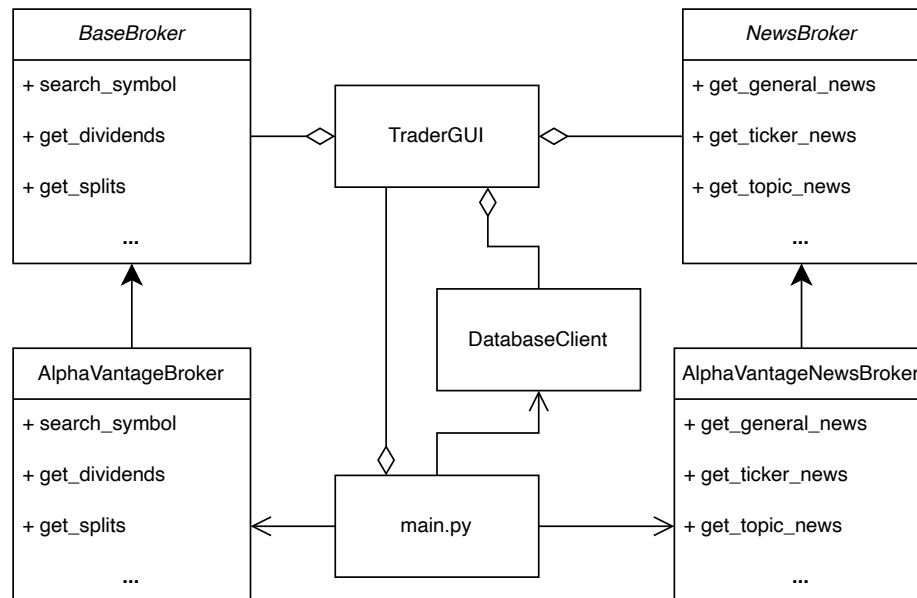 BaseBroker
+ search_symbol
+ get_dividends
+ get_splits
...
TraderGUI
NewsBroker
+ get_general_news
+ get_ticker_news
+ get_topic_news
...
DatabaseClient
AlphaVantageBroker
+ search_symbol
+ get_dividends
+ get_splits
...
main.py
AlphaVantageNewsBroker
+ get_general_news
+ get_ticker_news
+ get_topic_news
...